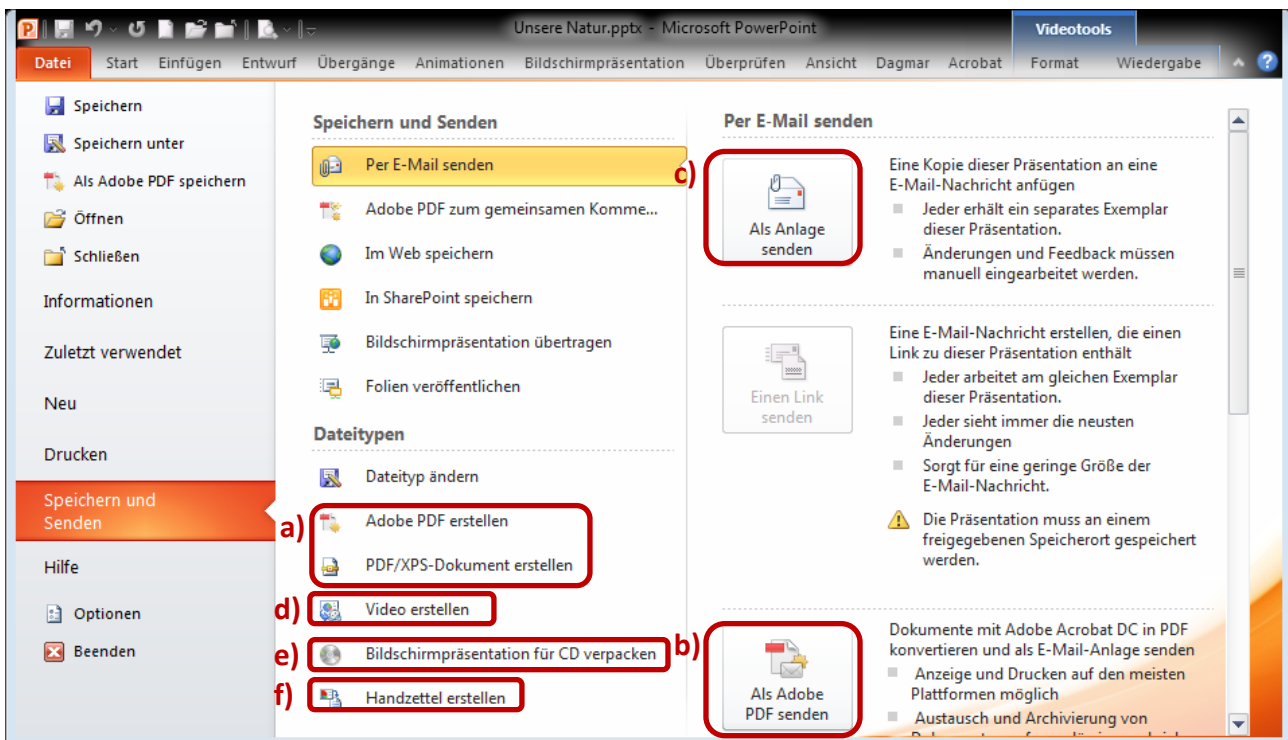 Unsere Natur.pptx - Microsoft PowerPoint
Videotools
Datei Start Einfügen Entwurf Übergänge Animationen Bildschirmpräsentation Überprüfen Ansicht Dagmar Acrobat Format Wiedergabe
Speichern
Speichern unter
Als Adobe PDF speichern
Öffnen
Schließen
Informationen
Zuletzt verwendet
Neu
Drucken
Speichern und
Senden
Hilfe
Optionen
Beenden
Speichern und Senden
Per E-Mail senden
Adobe PDF zum gemeinsamen Komme...
Im Web speichern
In SharePoint speichern
Bildschirmpräsentation übertragen
Folien veröffentlichen
Dateitypen
Dateityp ändern
a) Adobe PDF erstellen
PDF/XPS-Dokument erstellen
d) Video erstellen
e) Bildschirmpräsentation für CD verpacken
f) Handzettel erstellen
Per E-Mail senden
c)
Als Anlage
senden
Eine Kopie dieser Präsentation an eine
E-Mail-Nachricht anfügen
Jeder erhält ein separates Exemplar
dieser Präsentation.
Änderungen und Feedback müssen
manuell eingearbeitet werden.
Einen Link
senden
Eine E-Mail-Nachricht erstellen, die einen
Link zu dieser Präsentation enthält
Jeder arbeitet am gleichen Exemplar
dieser Präsentation.
Jeder sieht immer die neusten
Änderungen
Sorgt für eine geringe Größe der
E-Mail-Nachricht.
Die Präsentation muss an einem
freigegebenen Speicherort gespeichert
werden.
b)
Als Adobe
PDF senden
Dokumente mit Adobe Acrobat DC in PDF
konvertieren und als E-Mail-Anlage senden
Anzeige und Drucken auf den meisten
Plattformen möglich
Austausch und Archivierung von